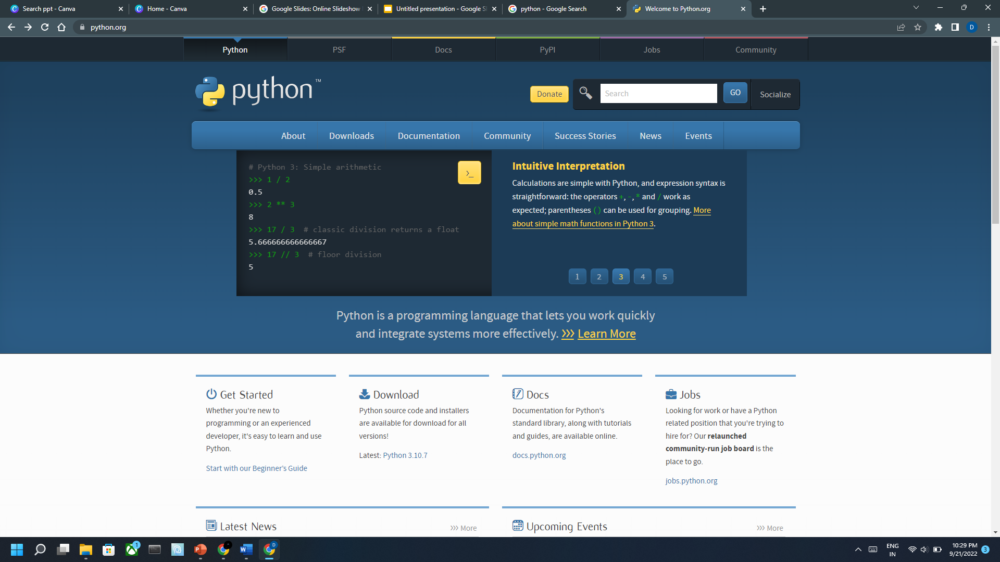 Search ppt - Canva
Home - Canva
Google Slides: Online Slideshow
Untitled presentation - Google Sl
python - Google Search
Welcome to Python.org
python.org
D
Python
PSF
Docs
PyPI
Jobs
Community
python™
Donate
Search
GO
Socialize
About
Downloads
Documentation
Community
Success Stories
News
Events
# Python 3: Simple arithmetic
>>> 1 / 2
0.5
>>> 2 ** 3
8
>>> 17 / 3  # classic division returns a float
5.666666666666667
>>> 17 // 3  # floor division
5
>_
Intuitive Interpretation
Calculations are simple with Python, and expression syntax is
straightforward: the operators +, -, * and / work as
expected; parentheses () can be used for grouping. More
about simple math functions in Python 3.
1 2 3 4 5
Python is a programming language that lets you work quickly
and integrate systems more effectively. >>> Learn More
Get Started
Whether you're new to
programming or an experienced
developer, it's easy to learn and use
Python.
Start with our Beginner’s Guide
Download
Python source code and installers
are available for download for all
versions!
Latest: Python 3.10.7
Docs
Documentation for Python's
standard library, along with tutorials
and guides, are available online.
docs.python.org
Jobs
Looking for work or have a Python
related position that you're trying to
hire for? Our relaunched
community-run job board is the
place to go.
jobs.python.org
Latest News
>>> More
Upcoming Events
>>> More
1
D
ENG
IN
10:29 PM
9/21/2022
3